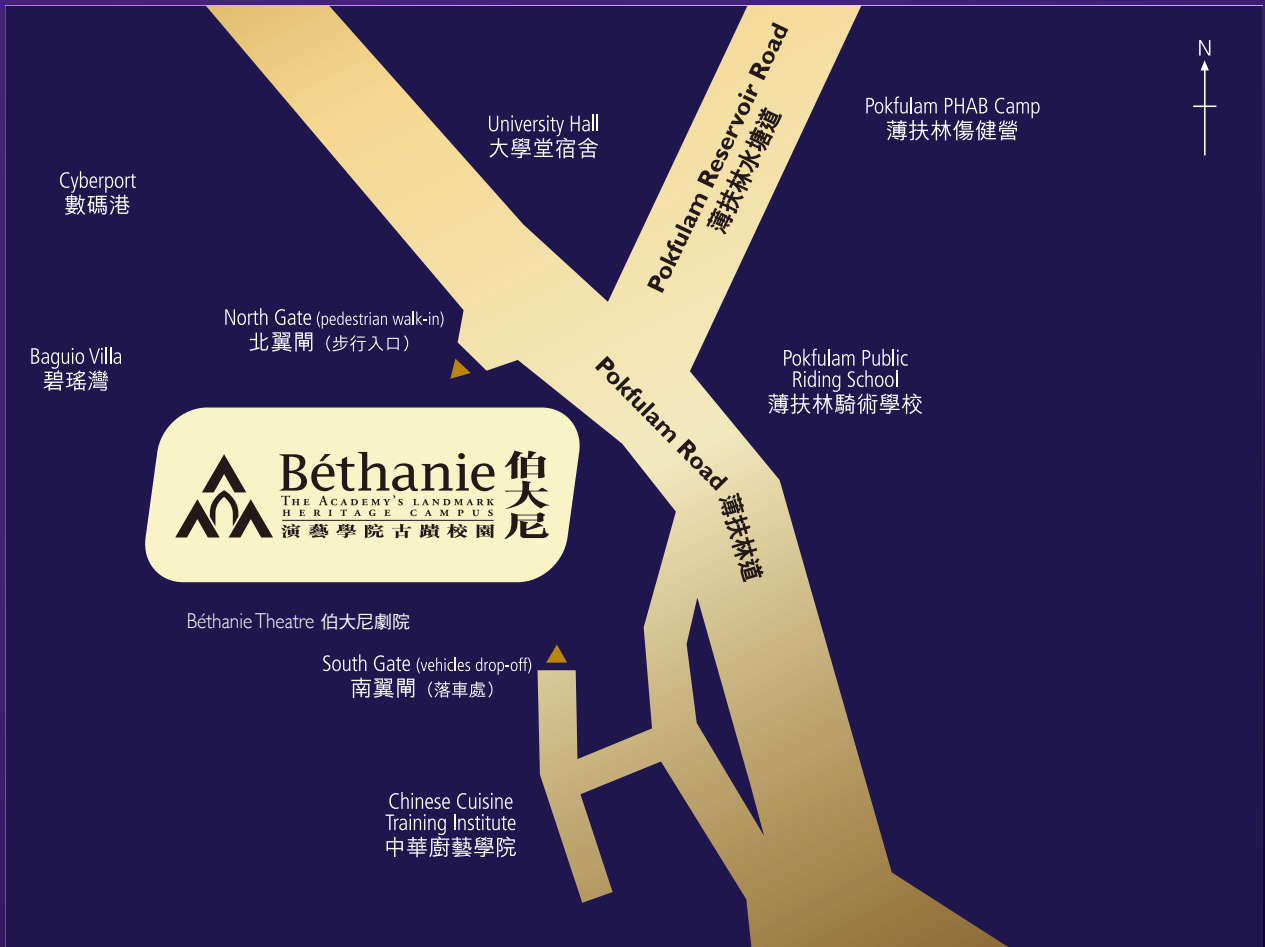 N
Pokfulam Reservoir Road
薄扶林水塘道
Pokfulam PHAB Camp
薄扶林傷健營
University Hall
大學堂宿舍
Cyberport
數碼港
North Gate (pedestrian walk-in)
北翼閘（步行入口）
Baguio Villa
碧瑤灣
Pokfulam Public
Riding School
薄扶林騎術學校
Pokfulam Road 薄扶林道
Béthanie
THE ACADEMY'S LANDMARK
HERITAGE CAMPUS
演藝學院古蹟校園
伯大尼
Béthanie Theatre 伯大尼劇院
South Gate (vehicles drop-off)
南翼閘（落車處）
Chinese Cuisine
Training Institute
中華廚藝學院